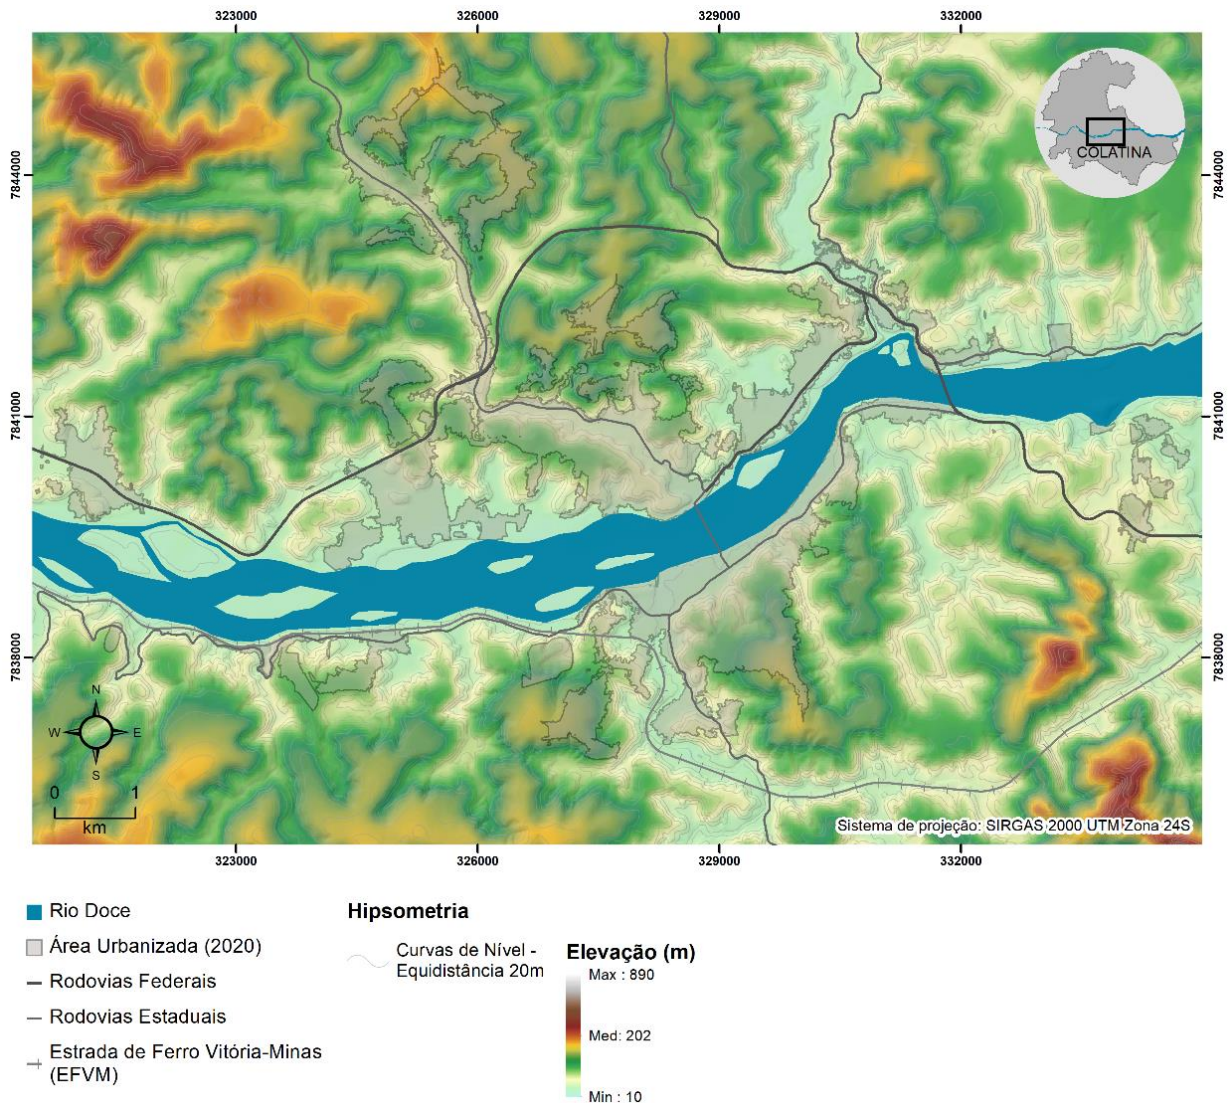 323000 326000 329000 332000
7844000 7844000
COLATINA
7841000 7841000
7838000 7838000
N
W E
S
0 1
km
Sistema de projeção: SIRGAS 2000 UTM Zona 24S
323000 326000 329000 332000
Rio Doce
Área Urbanizada (2020)
Rodovias Federais
Rodovias Estaduais
Estrada de Ferro Vitória-Minas
(EFVM)
Hipsometria
Curvas de Nível -
Equidistância 20m
Elevação (m)
Max : 890
Med: 202
Min : 10